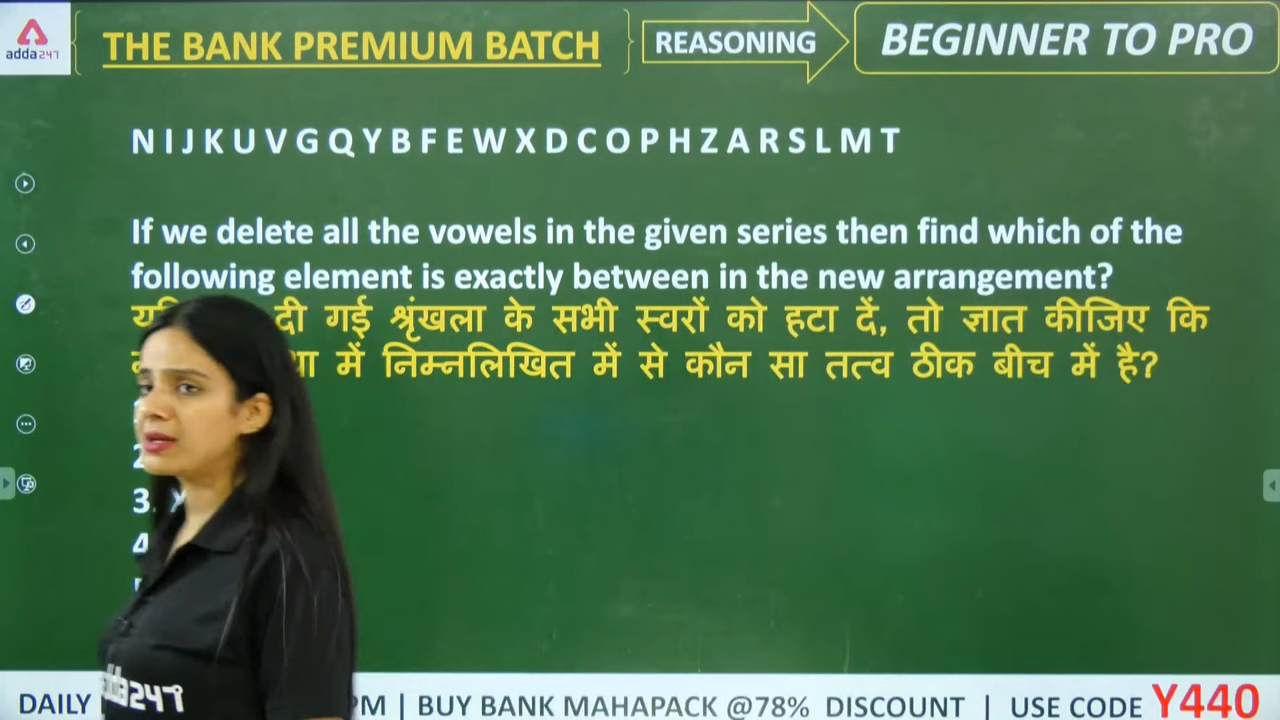 adda247
THE BANK PREMIUM BATCH
REASONING
BEGINNER TO PRO
N I J K U V G Q Y B F E W X D C O P H Z A R S L M T
If we delete all the vowels in the given series then find which of the
following element is exactly between in the new arrangement?
दी गई श्रृंखला के सभी स्वरों को हटा दें, तो ज्ञात कीजिए कि
में निम्नलिखित में से कौन सा तत्व ठीक बीच में है?
3.
4
adda247
DAILY PM | BUY BANK MAHAPACK @78% DISCOUNT | USE CODE Y440